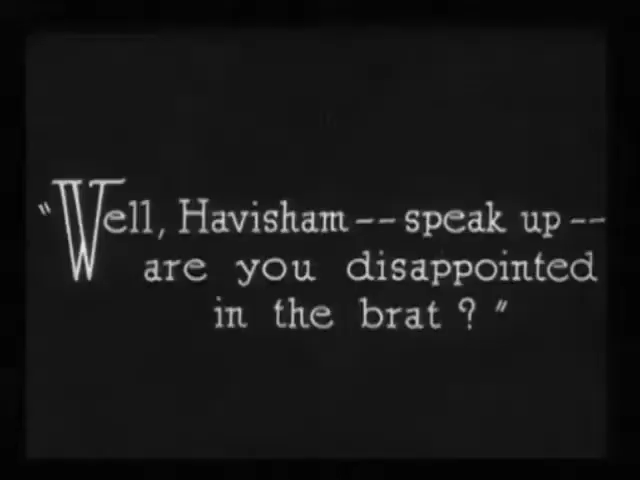 "Well, Havisham -- speak up --
are you disappointed
in the brat ? "